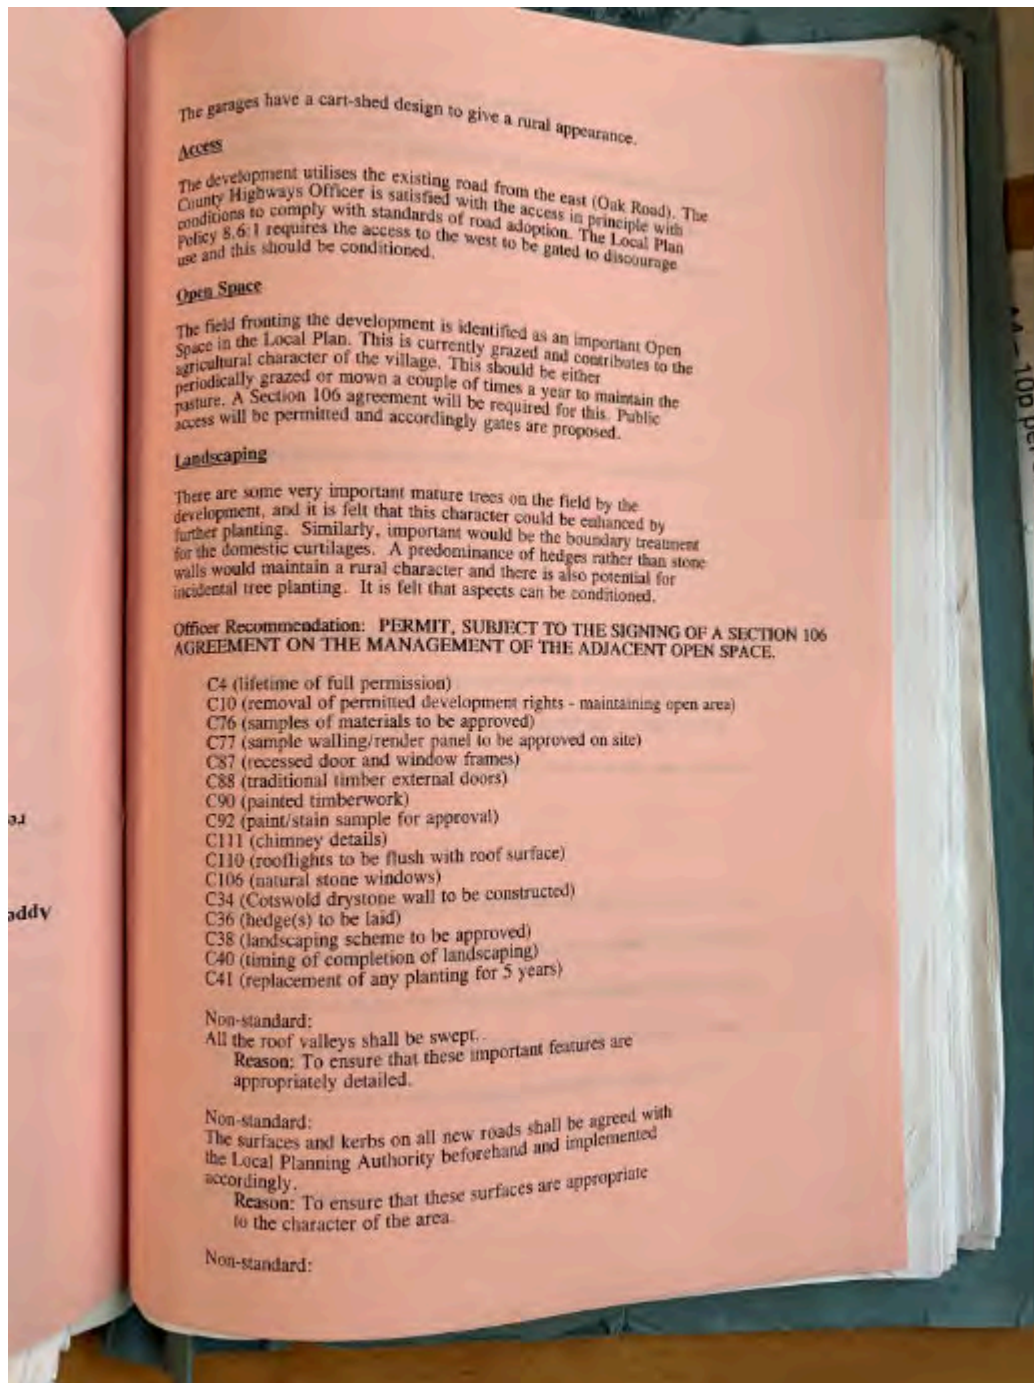 The garages have a cart-shed design to give a rural appearance.
Access
The development utilises the existing road from the east (Oak Road). The
County Highways Officer is satisfied with the access in principle with
conditions to comply with standards of road adoption. The Local Plan
Policy 8.6:1 requires the access to the west to be gated to discourage
use and this should be conditioned.
Open Space
The field fronting the development is identified as an important Open
Space in the Local Plan. This is currently grazed and contributes to the
agricultural character of the village. This should be either
periodically grazed or mown a couple of times a year to maintain the
pasture. A Section 106 agreement will be required for this. Public
access will be permitted and accordingly gates are proposed.
Landscaping
There are some very important mature trees on the field by the
development, and it is felt that this character could be enhanced by
further planting. Similarly, important would be the boundary treatment
for the domestic curtilages. A predominance of hedges rather than stone
walls would maintain a rural character and there is also potential for
incidental tree planting. It is felt that aspects can be conditioned.
Officer Recommendation: PERMIT, SUBJECT TO THE SIGNING OF A SECTION 106
AGREEMENT ON THE MANAGEMENT OF THE ADJACENT OPEN SPACE.
C4 (lifetime of full permission)
C10 (removal of permitted development rights - maintaining open area)
C76 (samples of materials to be approved)
C77 (sample walling/render panel to be approved on site)
C87 (recessed door and window frames)
C88 (traditional timber external doors)
C90 (painted timberwork)
C92 (paint/stain sample for approval)
C111 (chimney details)
C110 (rooflights to be flush with roof surface)
C106 (natural stone windows)
C34 (Cotswold drystone wall to be constructed)
C36 (hedge(s) to be laid)
C38 (landscaping scheme to be approved)
C40 (timing of completion of landscaping)
C41 (replacement of any planting for 5 years)
Non-standard:
All the roof valleys shall be swept.
Reason: To ensure that these important features are
appropriately detailed.
Non-standard:
The surfaces and kerbs on all new roads shall be agreed with
the Local Planning Authority beforehand and implemented
accordingly.
Reason: To ensure that these surfaces are appropriate
to the character of the area.
Non-standard:
10p per